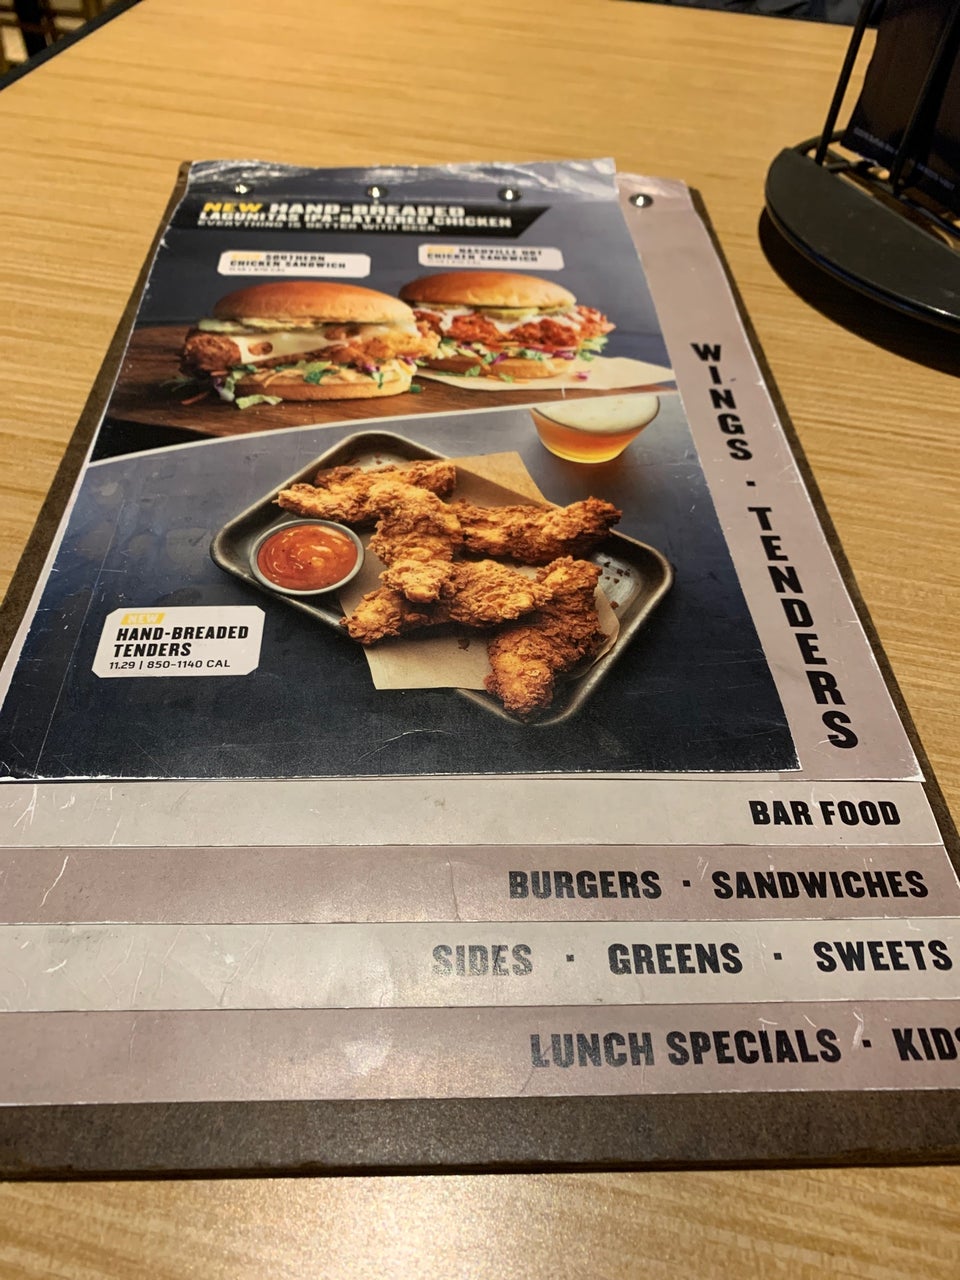 NEW HAND-BREADED
LAGUNITAS IPA-BATTERED CHICKEN
EVERYTHING IS BETTER WITH BEER.
SOUTHERN
CHICKEN SANDWICH
NASHVILLE HOT
CHICKEN SANDWICH
WINGS · TENDERS
NEW
HAND-BREADED
TENDERS
11.29 | 850-1140 CAL
BAR FOOD
BURGERS · SANDWICHES
SIDES · GREENS · SWEETS
LUNCH SPECIALS · KIDS